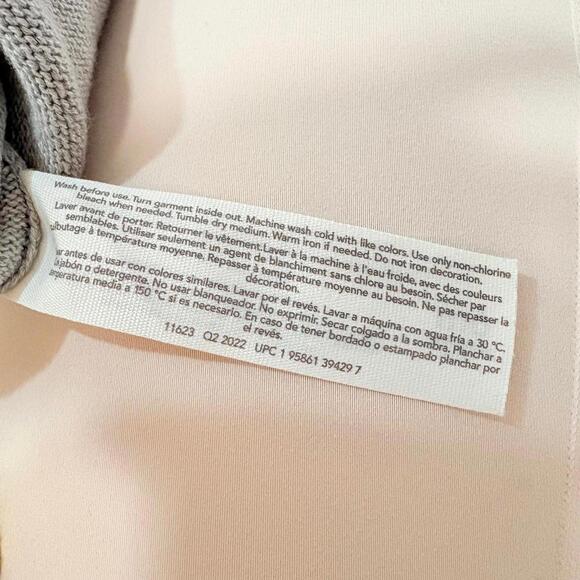 Wash before use. Turn garment inside out. Machine wash cold with like colors. Use only non-chlorine
bleach when needed. Tumble dry medium. Warm iron if needed. Do not iron decoration.
Laver avant de porter. Retourner le vêtement.Laver à la machine à l'eau froide, avec des couleurs
semblables. Utiliser seulement un agent de blanchiment sans chlore au besoin. Sécher par
culbutage à température moyenne. Repasser à température moyenne au besoin. Ne pas repasser la
décoration.
antes de usar con colores similares. Lavar por el revés. Lavar a máquina con agua fría a 30 °C.
jabón o detergente. No usar blanqueador. No exprimir. Secar colgado a la sombra. Planchar a
temperatura media a 150 °C si es necesarlo. En caso de tener bordado o estampado planchar por
el revés.
11623 Q2 2022 UPC 1 95861 39429 7